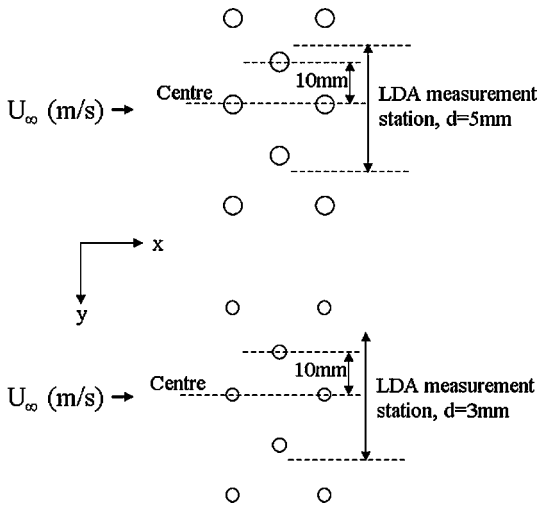 10mm
Centre
LDA measurement
station, d=5mm
U∞ (m/s)
x
y
10mm
Centre
LDA measurement
station, d=3mm
U∞ (m/s)